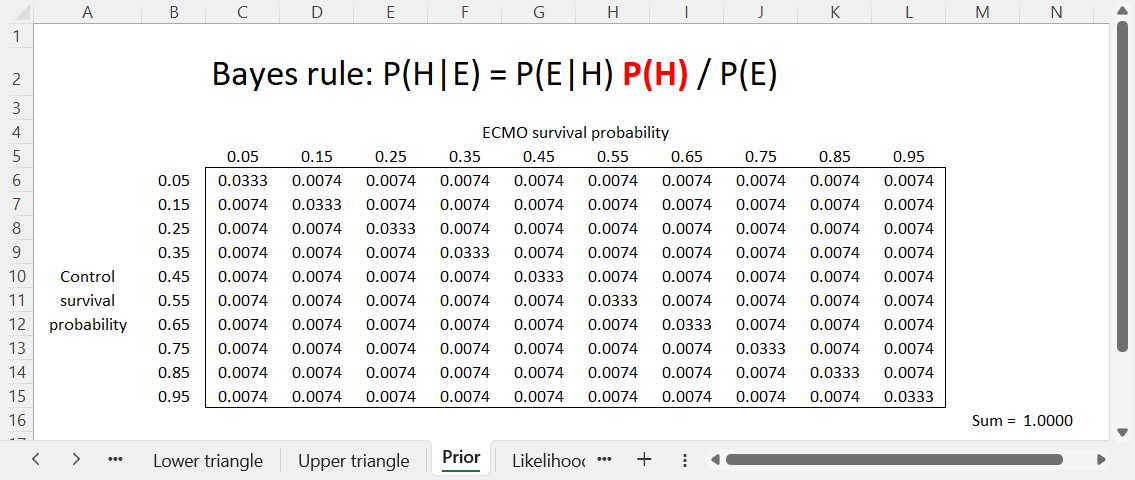 A B C D E F G H I J K L M N
1
2 Bayes rule: P(H|E) = P(E|H) P(H) / P(E)
3
4 ECMO survival probability
5 0.05 0.15 0.25 0.35 0.45 0.55 0.65 0.75 0.85 0.95
6 0.05 0.0333 0.0074 0.0074 0.0074 0.0074 0.0074 0.0074 0.0074 0.0074 0.0074
7 0.15 0.0074 0.0333 0.0074 0.0074 0.0074 0.0074 0.0074 0.0074 0.0074 0.0074
8 0.25 0.0074 0.0074 0.0333 0.0074 0.0074 0.0074 0.0074 0.0074 0.0074 0.0074
9 0.35 0.0074 0.0074 0.0074 0.0333 0.0074 0.0074 0.0074 0.0074 0.0074 0.0074
10 Control 0.45 0.0074 0.0074 0.0074 0.0074 0.0333 0.0074 0.0074 0.0074 0.0074 0.0074
11 survival 0.55 0.0074 0.0074 0.0074 0.0074 0.0074 0.0333 0.0074 0.0074 0.0074 0.0074
12 probability 0.65 0.0074 0.0074 0.0074 0.0074 0.0074 0.0074 0.0333 0.0074 0.0074 0.0074
13 0.75 0.0074 0.0074 0.0074 0.0074 0.0074 0.0074 0.0074 0.0333 0.0074 0.0074
14 0.85 0.0074 0.0074 0.0074 0.0074 0.0074 0.0074 0.0074 0.0074 0.0333 0.0074
15 0.95 0.0074 0.0074 0.0074 0.0074 0.0074 0.0074 0.0074 0.0074 0.0074 0.0333
16 Sum = 1.0000
Lower triangle Upper triangle Prior